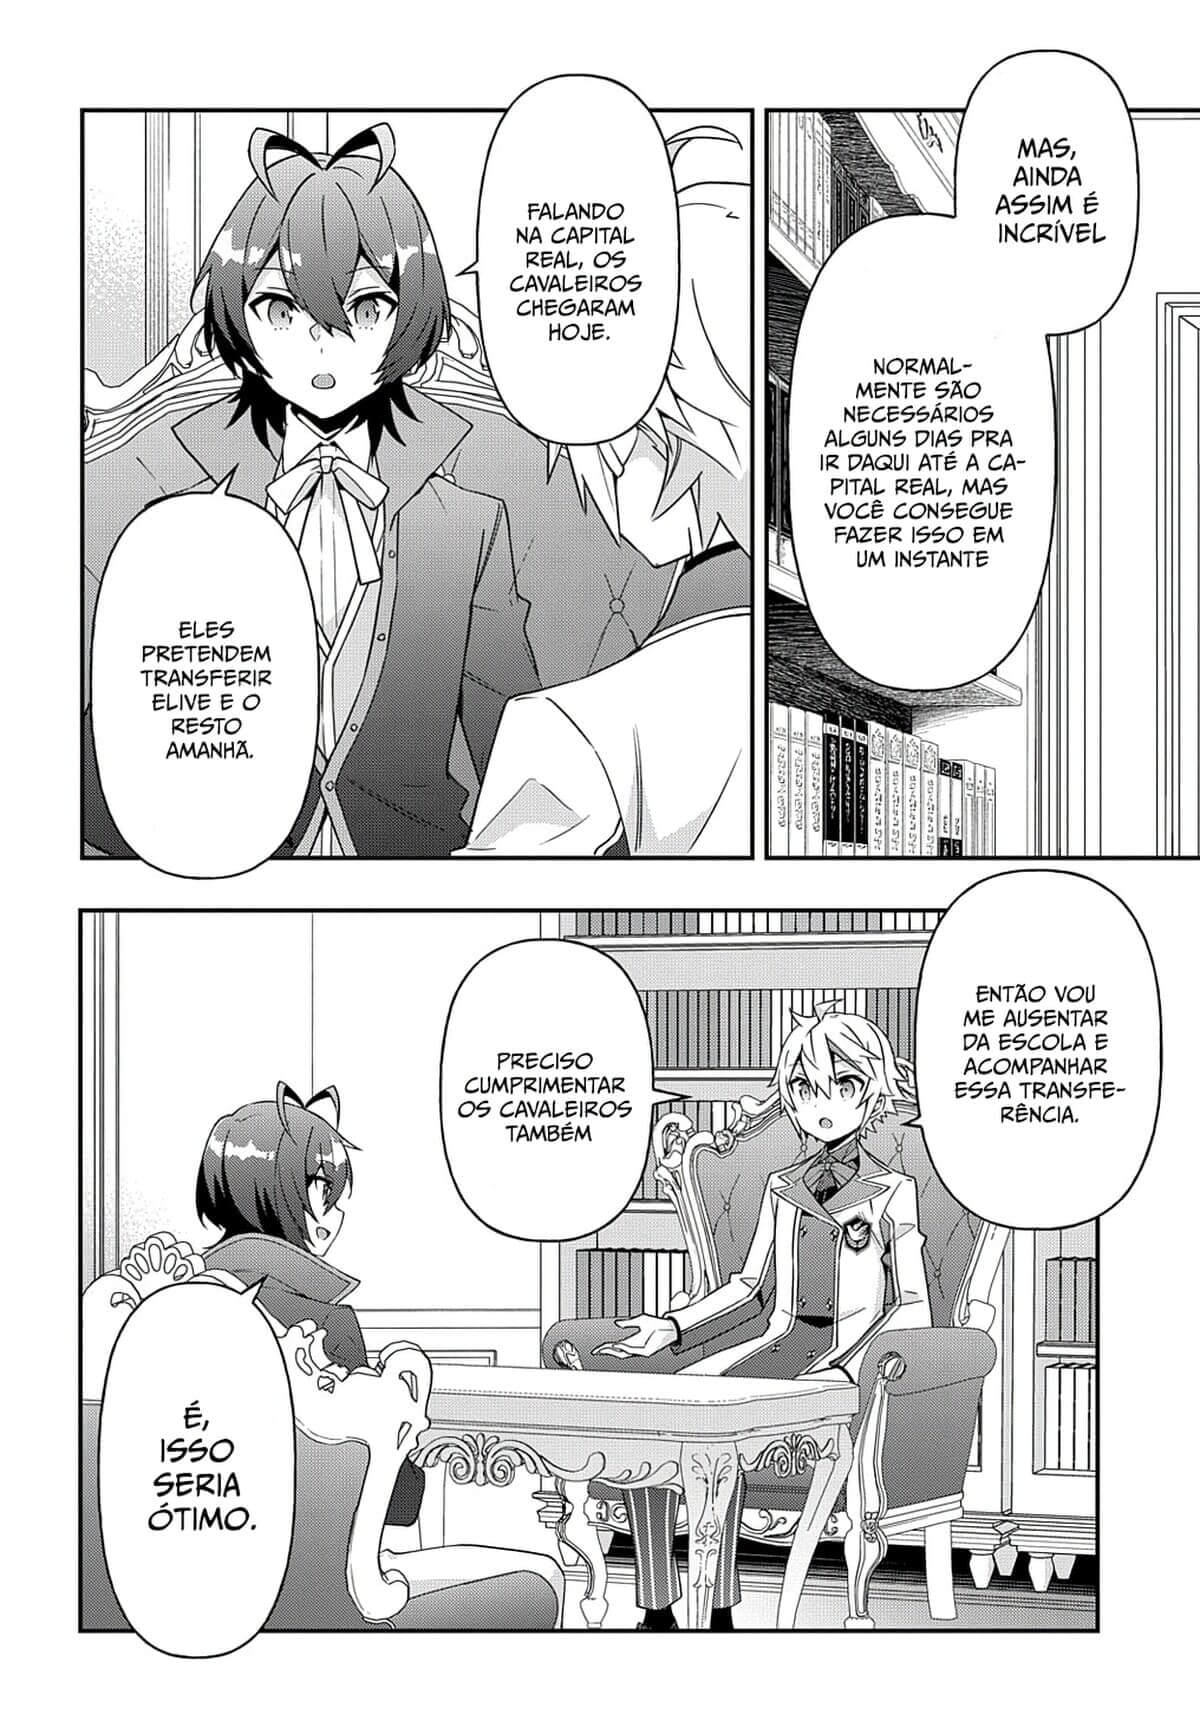 MAS,
AINDA
ASSIM É
INCRÍVEL
NORMAL-
MENTE SÃO
NECESSÁRIOS
ALGUNS DIAS PRA
IR DAQUI ATÉ A CA-
PITAL REAL, MAS
VOCÊ CONSEGUE
FAZER ISSO EM
UM INSTANTE
FALANDO
NA CAPITAL
REAL, OS
CAVALEIROS
CHEGARAM
HOJE.
ELES
PRETENDEM
TRANSFERIR
ELIVE E O
RESTO
AMANHÃ.
ENTÃO VOU
ME AUSENTAR
DA ESCOLA E
ACOMPANHAR
ESSA TRANSFE-
RÊNCIA.
PRECISO
CUMPRIMENTAR
OS CAVALEIROS
TAMBÉM
É,
ISSO
SERIA
ÓTIMO.